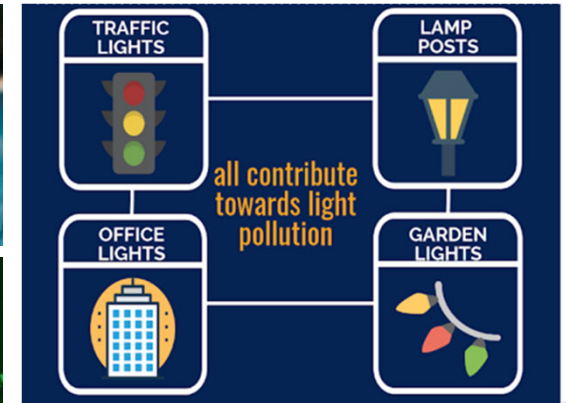 TRAFFIC
LIGHTS
LAMP
POSTS
all contribute
towards light
pollution
OFFICE
LIGHTS
GARDEN
LIGHTS